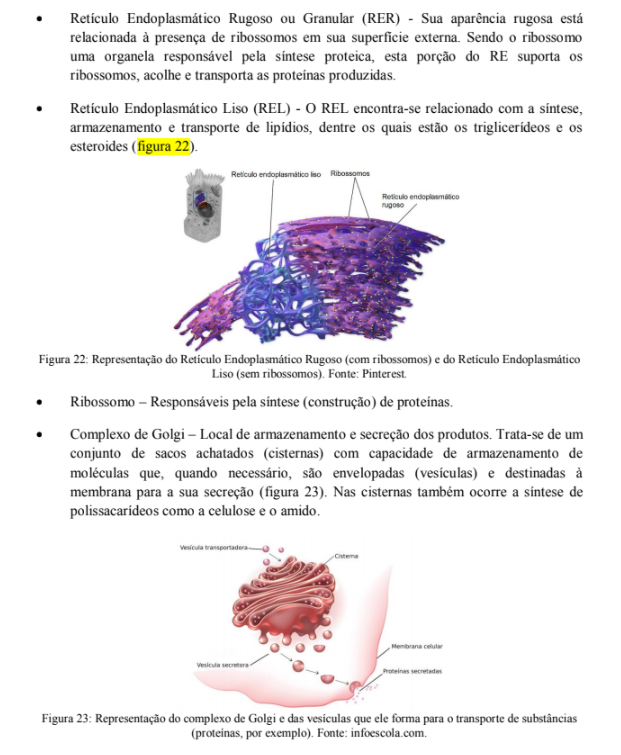 • Retículo Endoplasmático Rugoso ou Granular (RER) - Sua aparência rugosa está
relacionada à presença de ribossomos em sua superfície externa. Sendo o ribossomo
uma organela responsável pela síntese proteica, esta porção do RE suporta os
ribossomos, acolhe e transporta as proteínas produzidas.
• Retículo Endoplasmático Liso (REL) - O REL encontra-se relacionado com a síntese,
armazenamento e transporte de lipídios, dentre os quais estão os triglicerídeos e os
esteroides (figura 22).
Retículo endoplasmático liso
Ribossomos
Retículo endoplasmático
rugoso
Figura 22: Representação do Retículo Endoplasmático Rugoso (com ribossomos) e do Retículo Endoplasmático
Liso (sem ribossomos). Fonte: Pinterest.
• Ribossomo – Responsáveis pela síntese (construção) de proteínas.
• Complexo de Golgi – Local de armazenamento e secreção dos produtos. Trata-se de um
conjunto de sacos achatados (cisternas) com capacidade de armazenamento de
moléculas que, quando necessário, são envelopadas (vesículas) e destinadas à
membrana para a sua secreção (figura 23). Nas cisternas também ocorre a síntese de
polissacarídeos como a celulose e o amido.
Vesícula transportadora
Cisterna
Membrana celular
Vesícula secretora
Proteínas secretadas
Figura 23: Representação do complexo de Golgi e das vesículas que ele forma para o transporte de substâncias
(proteínas, por exemplo). Fonte: infoescola.com.